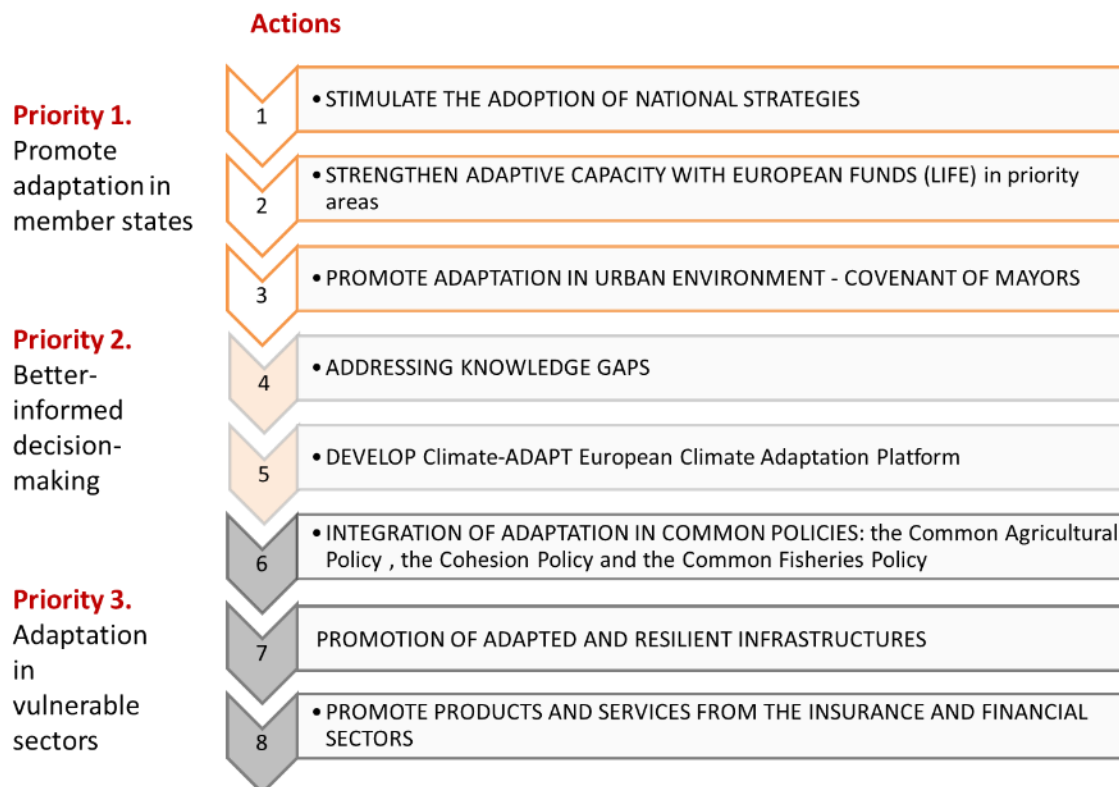 Actions
Priority 1.
Promote
adaptation in
member states
1
• STIMULATE THE ADOPTION OF NATIONAL STRATEGIES
2
• STRENGTHEN ADAPTIVE CAPACITY WITH EUROPEAN FUNDS (LIFE) in priority
areas
3
• PROMOTE ADAPTATION IN URBAN ENVIRONMENT - COVENANT OF MAYORS
Priority 2.
Better-
informed
decision-
making
4
• ADDRESSING KNOWLEDGE GAPS
5
• DEVELOP Climate-ADAPT European Climate Adaptation Platform
Priority 3.
Adaptation
in
vulnerable
sectors
6
• INTEGRATION OF ADAPTATION IN COMMON POLICIES: the Common Agricultural
Policy , the Cohesion Policy and the Common Fisheries Policy
7
PROMOTION OF ADAPTED AND RESILIENT INFRASTRUCTURES
8
• PROMOTE PRODUCTS AND SERVICES FROM THE INSURANCE AND FINANCIAL
SECTORS